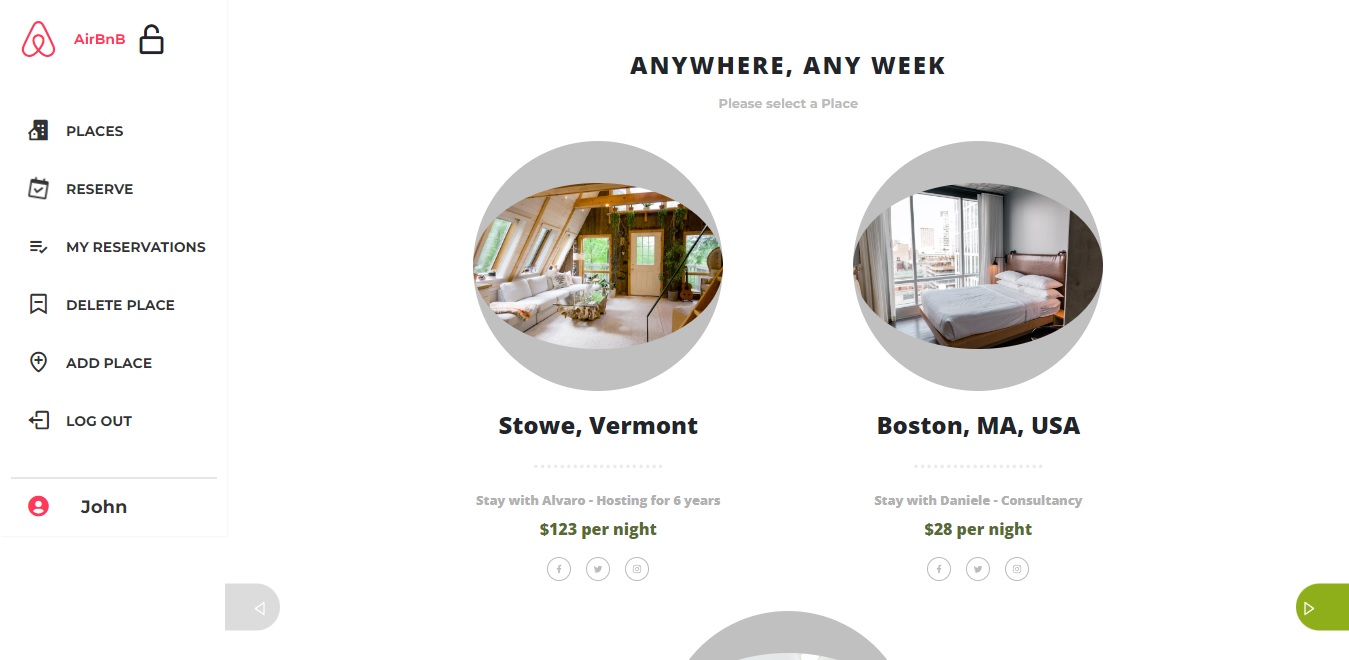 AirBnB
PLACES
RESERVE
MY RESERVATIONS
DELETE PLACE
ADD PLACE
LOG OUT
John
ANYWHERE, ANY WEEK
Please select a Place
Stowe, Vermont
Stay with Alvaro - Hosting for 6 years
$123 per night
Boston, MA, USA
Stay with Daniele - Consultancy
$28 per night